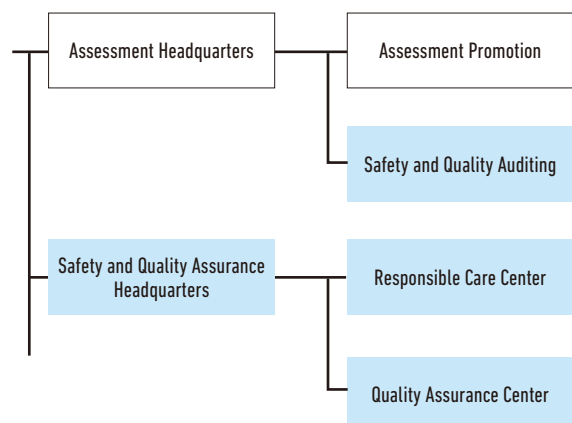 Assessment Headquarters
Assessment Promotion
Safety and Quality Auditing
Safety and Quality Assurance
Headquarters
Responsible Care Center
Quality Assurance Center